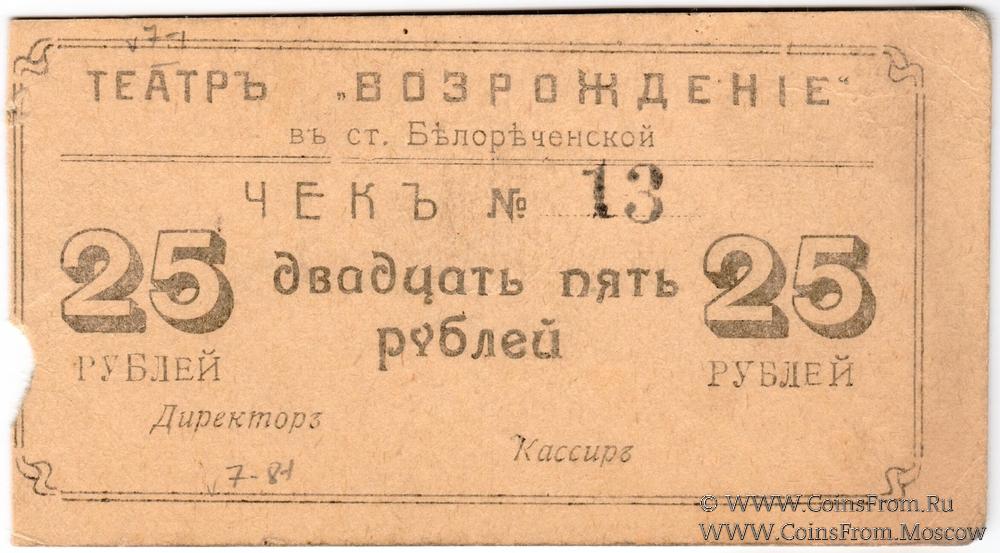 ТЕАТРЪ „ВОЗРОЖДЕНІЕ“
въ ст. Бѣлорѣченской
ЧЕКЪ № 13
25 двадцать пять 25
рублей
РУБЛЕЙ РУБЛЕЙ
Директоръ
Кассиръ
7-81
© WWW.CoinsFrom.Ru
WWW.CoinsFrom.Moscow